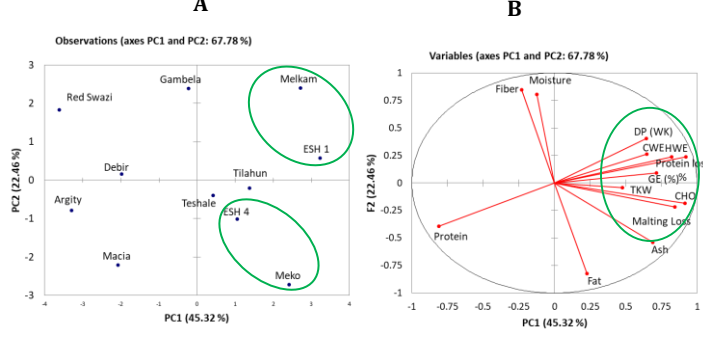 A
B
Observations (axes PC1 and PC2: 67.78 %)
3
2
1
0
-1
-2
-3
-4
-3
-2
-1
0
1
2
3
4
PC2 (22.46 %)
PC1 (45.32 %)
Gambela
Melkam
Red Swazi
ESH 1
Debir
Tilahun
Teshale
Argity
ESH 4
Macia
Meko
Variables (axes PC1 and PC2: 67.78 %)
1
0.75
0.5
0.25
0
-0.25
-0.5
-0.75
-1
-1
-0.75
-0.5
-0.25
0
0.25
0.5
0.75
1
F2 (22.46 %)
PC1 (45.32 %)
Moisture
Fiber
DP (WK)
CWEHWE
Protein los
GE (%)%
TKW
CHO
Malting Loss
Protein
Ash
Fat